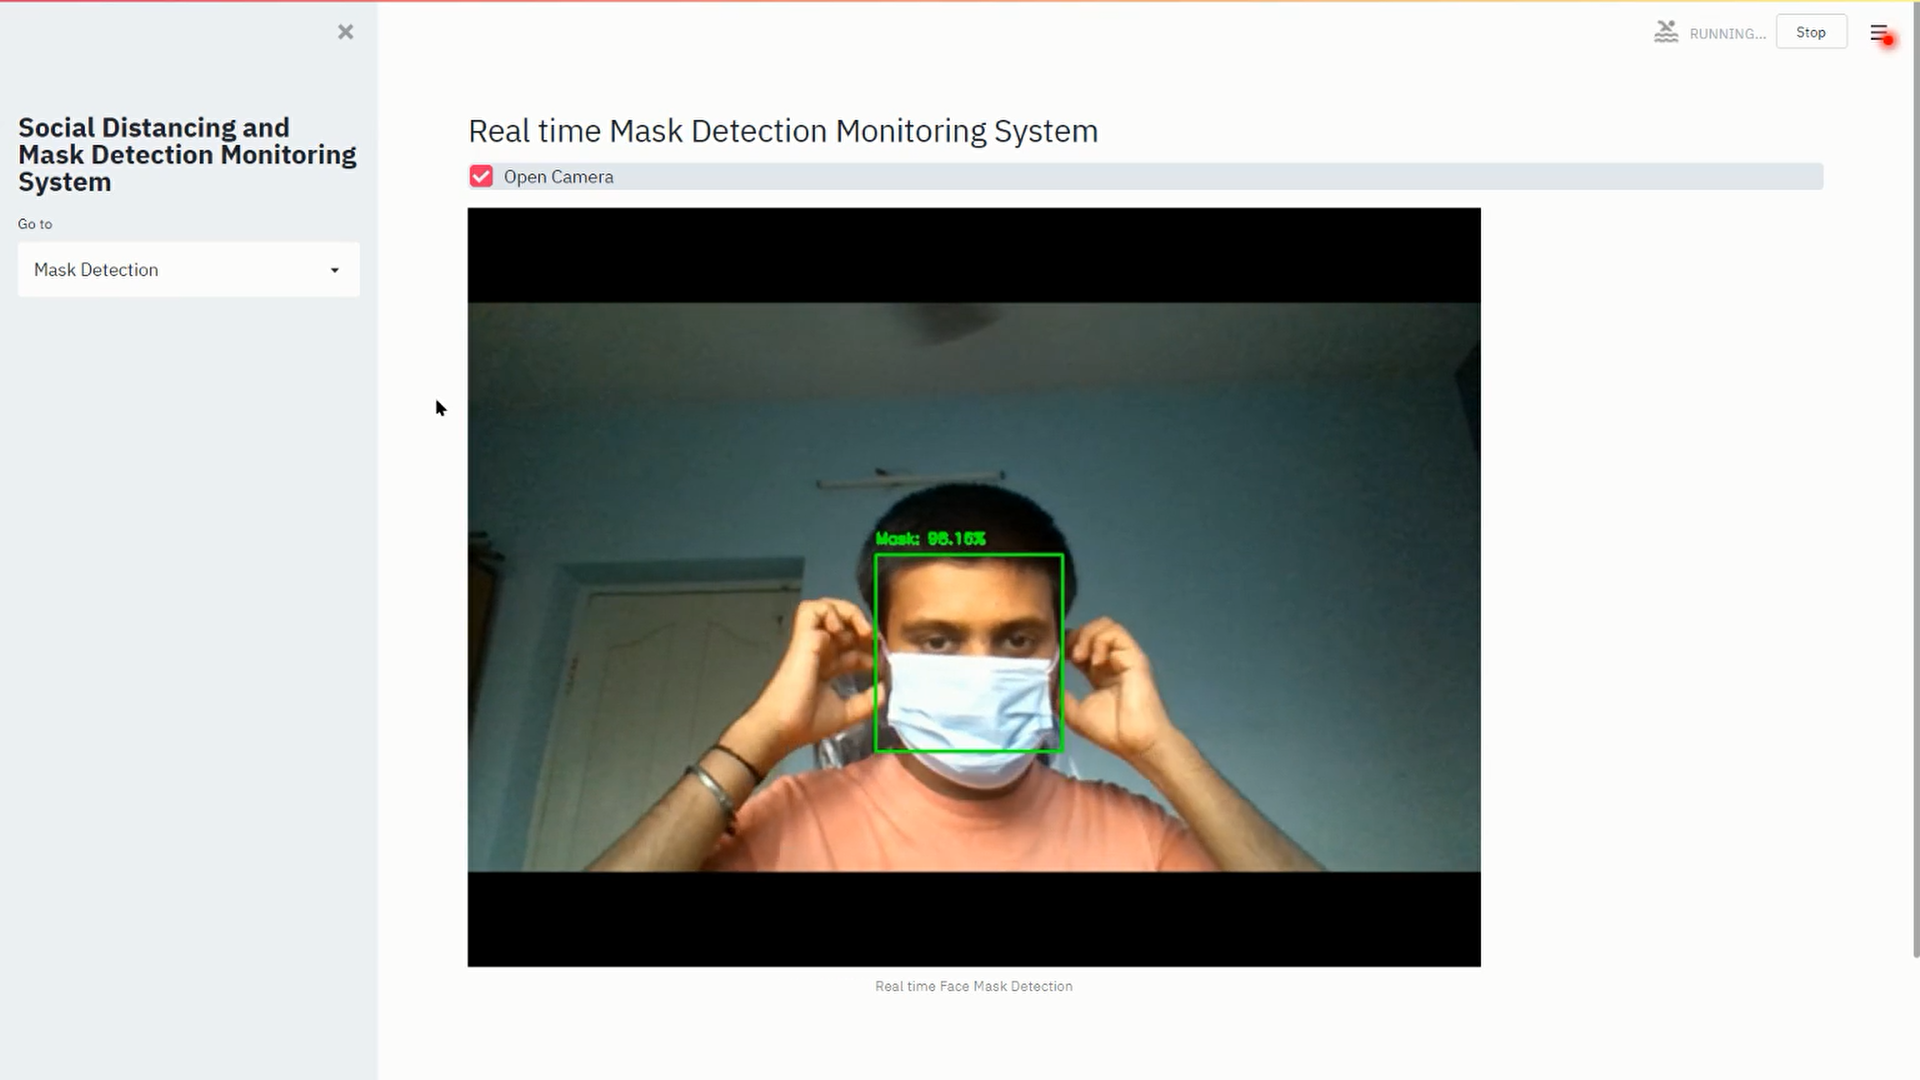 RUNNING...
Stop
Social Distancing and
Mask Detection Monitoring
System
Go to
Mask Detection
Real time Mask Detection Monitoring System
Open Camera
Mask: 98.16%
Real time Face Mask Detection